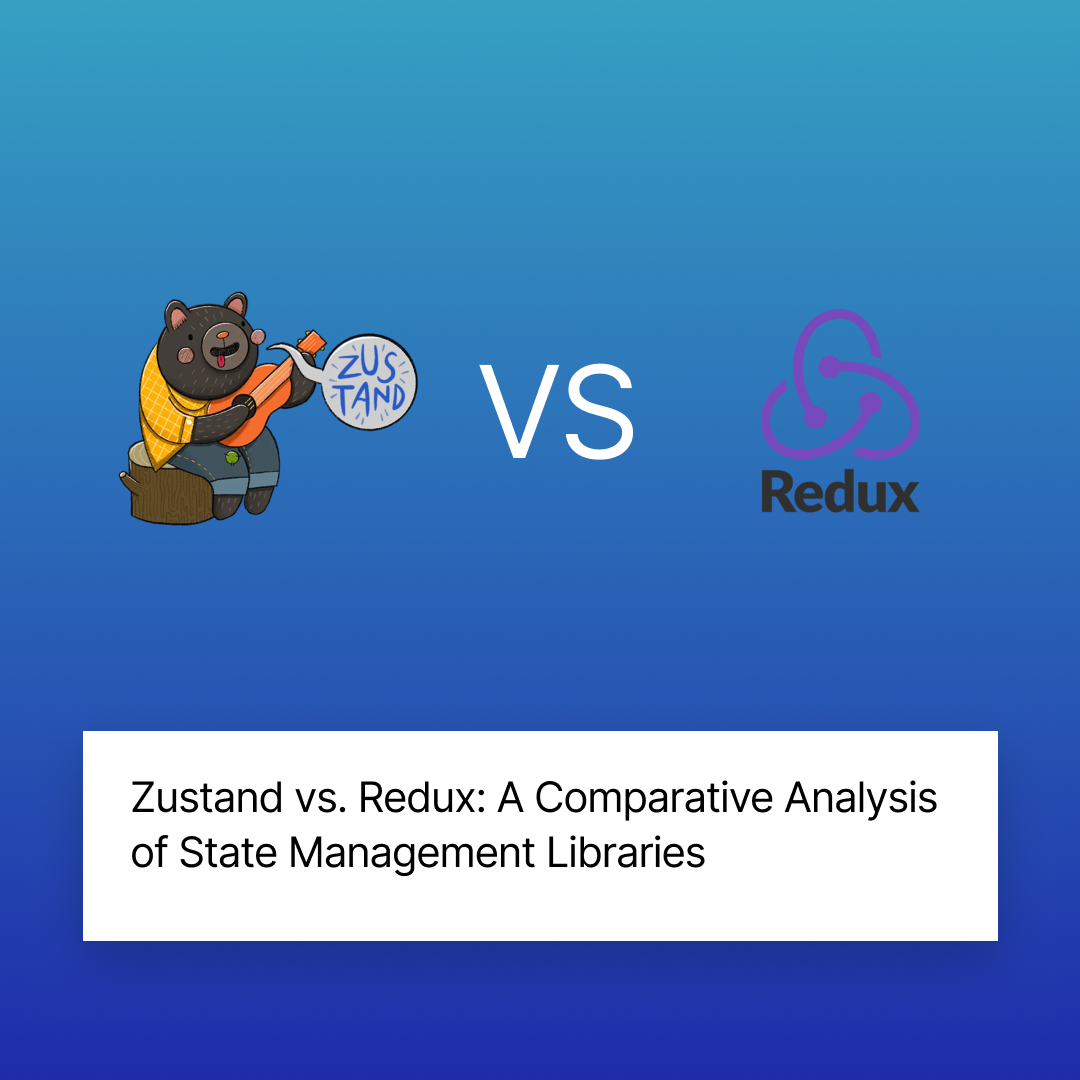 ZUS
TAND
VS
Redux
Zustand vs. Redux: A Comparative Analysis
of State Management Libraries